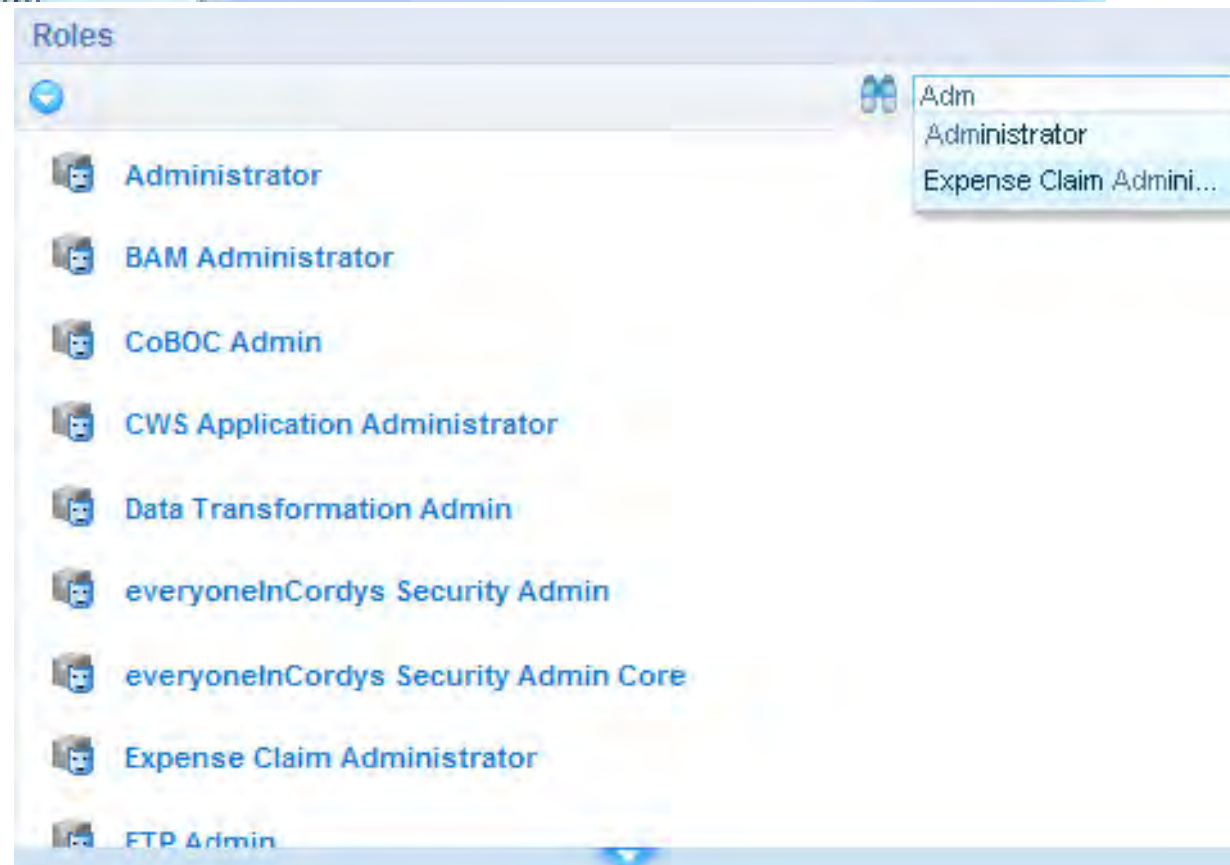 Roles
Adm
Administrator
Expense Claim Admini...
Administrator
BAM Administrator
CoBOC Admin
CWS Application Administrator
Data Transformation Admin
everyoneInCordys Security Admin
everyoneInCordys Security Admin Core
Expense Claim Administrator
FTP Admin